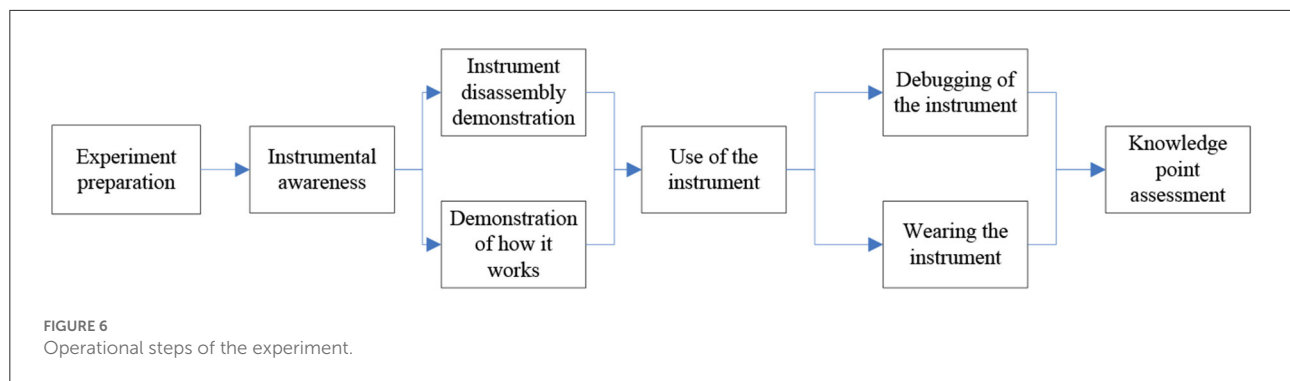 Experiment
preparation
Instrumental
awareness
Instrument
disassembly
demonstration
Demonstration
of how it
works
Use of the
instrument
Debugging of
the instrument
Wearing the
instrument
Knowledge
point
assessment
FIGURE 6
Operational steps of the experiment.